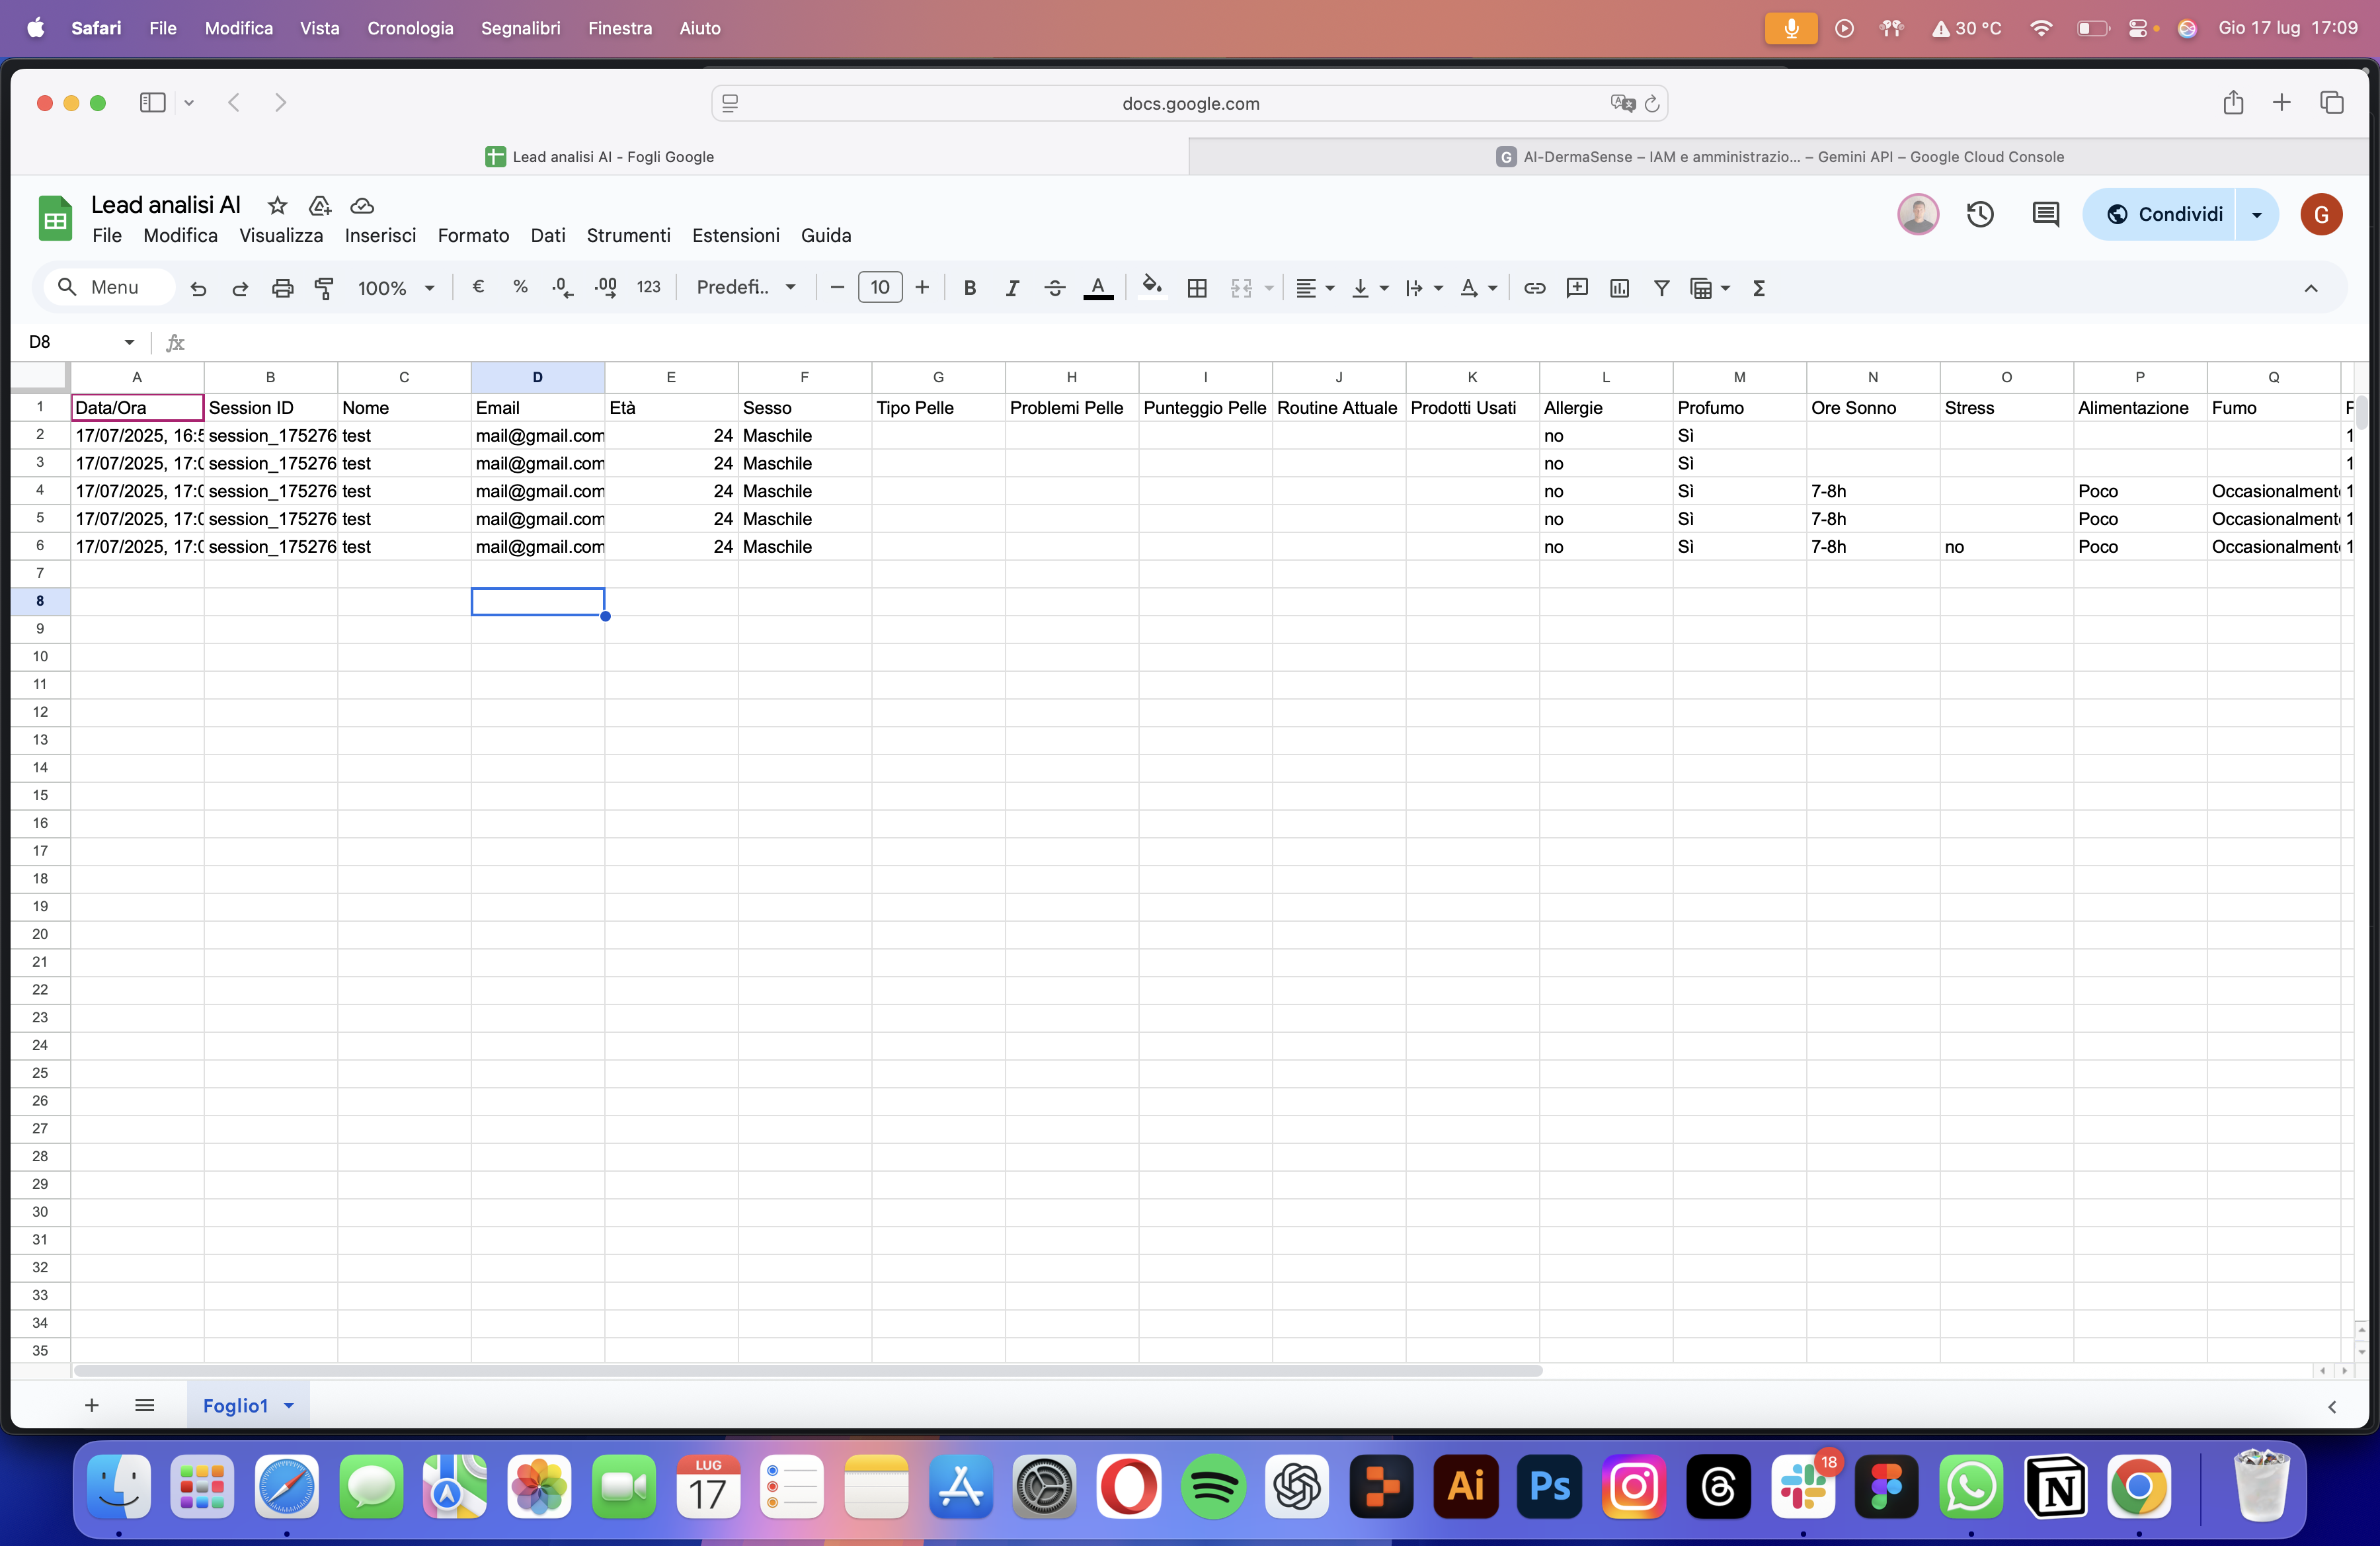 Safari File Modifica Vista Cronologia Segnalibri Finestra Aiuto 30 °C Gio 17 lug 17:09
docs.google.com
Lead analisi AI - Fogli Google
G AI-DermaSense – IAM e amministrazio... – Gemini API – Google Cloud Console
Lead analisi AI
File Modifica Visualizza Inserisci Formato Dati Strumenti Estensioni Guida
Condividi G
Menu 100% € % .0 .00 123 Predefi.. 10 B I A
D8 fx
A B C D E F G H I J K L M N O P Q
1 Data/Ora Session ID Nome Email Età Sesso Tipo Pelle Problemi Pelle Punteggio Pelle Routine Attuale Prodotti Usati Allergie Profumo Ore Sonno Stress Alimentazione Fumo
2 17/07/2025, 16:5 session_175276 test mail@gmail.com 24 Maschile no Sì 1
3 17/07/2025, 17:0 session_175276 test mail@gmail.com 24 Maschile no Sì 1
4 17/07/2025, 17:0 session_175276 test mail@gmail.com 24 Maschile no Sì 7-8h Poco Occasionalment 1
5 17/07/2025, 17:0 session_175276 test mail@gmail.com 24 Maschile no Sì 7-8h Poco Occasionalment 1
6 17/07/2025, 17:0 session_175276 test mail@gmail.com 24 Maschile no Sì 7-8h no Poco Occasionalment 1
7
8
9
10
11
12
13
14
15
16
17
18
19
20
21
22
23
24
25
26
27
28
29
30
31
32
33
34
35
Foglio1
LUG
17
Ai
Ps
18